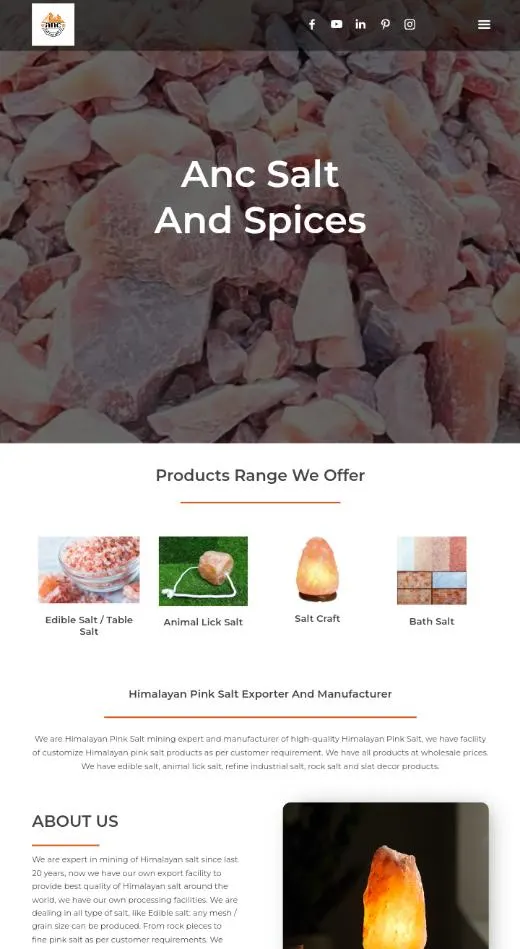 anc
Anc Salt
And Spices
Products Range We Offer
Edible Salt / Table
Salt
Animal Lick Salt
Salt Craft
Bath Salt
Himalayan Pink Salt Exporter And Manufacturer
We are Himalayan Pink Salt mining expert and manufacturer of high-quality Himalayan Pink Salt, we have facility
of customize Himalayan pink salt products as per customer requirement. We have all products at wholesale prices.
We have edible salt, animal lick salt, refine industrial salt, rock salt and slat decor products.
ABOUT US
We are expert in mining of Himalayan salt since last
20 years, now we have our own export facility to
provide best quality of Himalayan salt around the
world, we have our own processing facilities. We are
dealing in all type of salt, like Edible salt: any mesh /
grain size can be produced. From rock pieces to
fine pink salt as per customer requirements. We